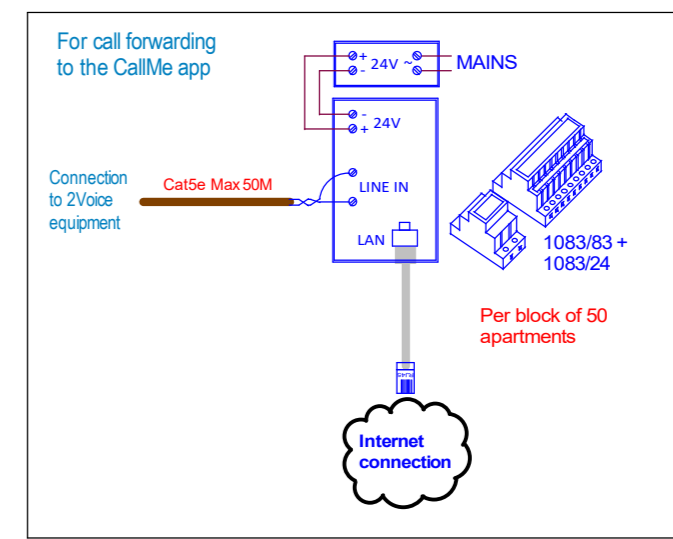 For call forwarding
to the CallMe app
+ 24V ~
-
MAINS
-
+ 24V
Connection
to 2Voice
equipment
Cat5e Max 50M
LINE IN
LAN
1083/83 +
1083/24
Per block of 50
apartments
RJ45
Internet
connection